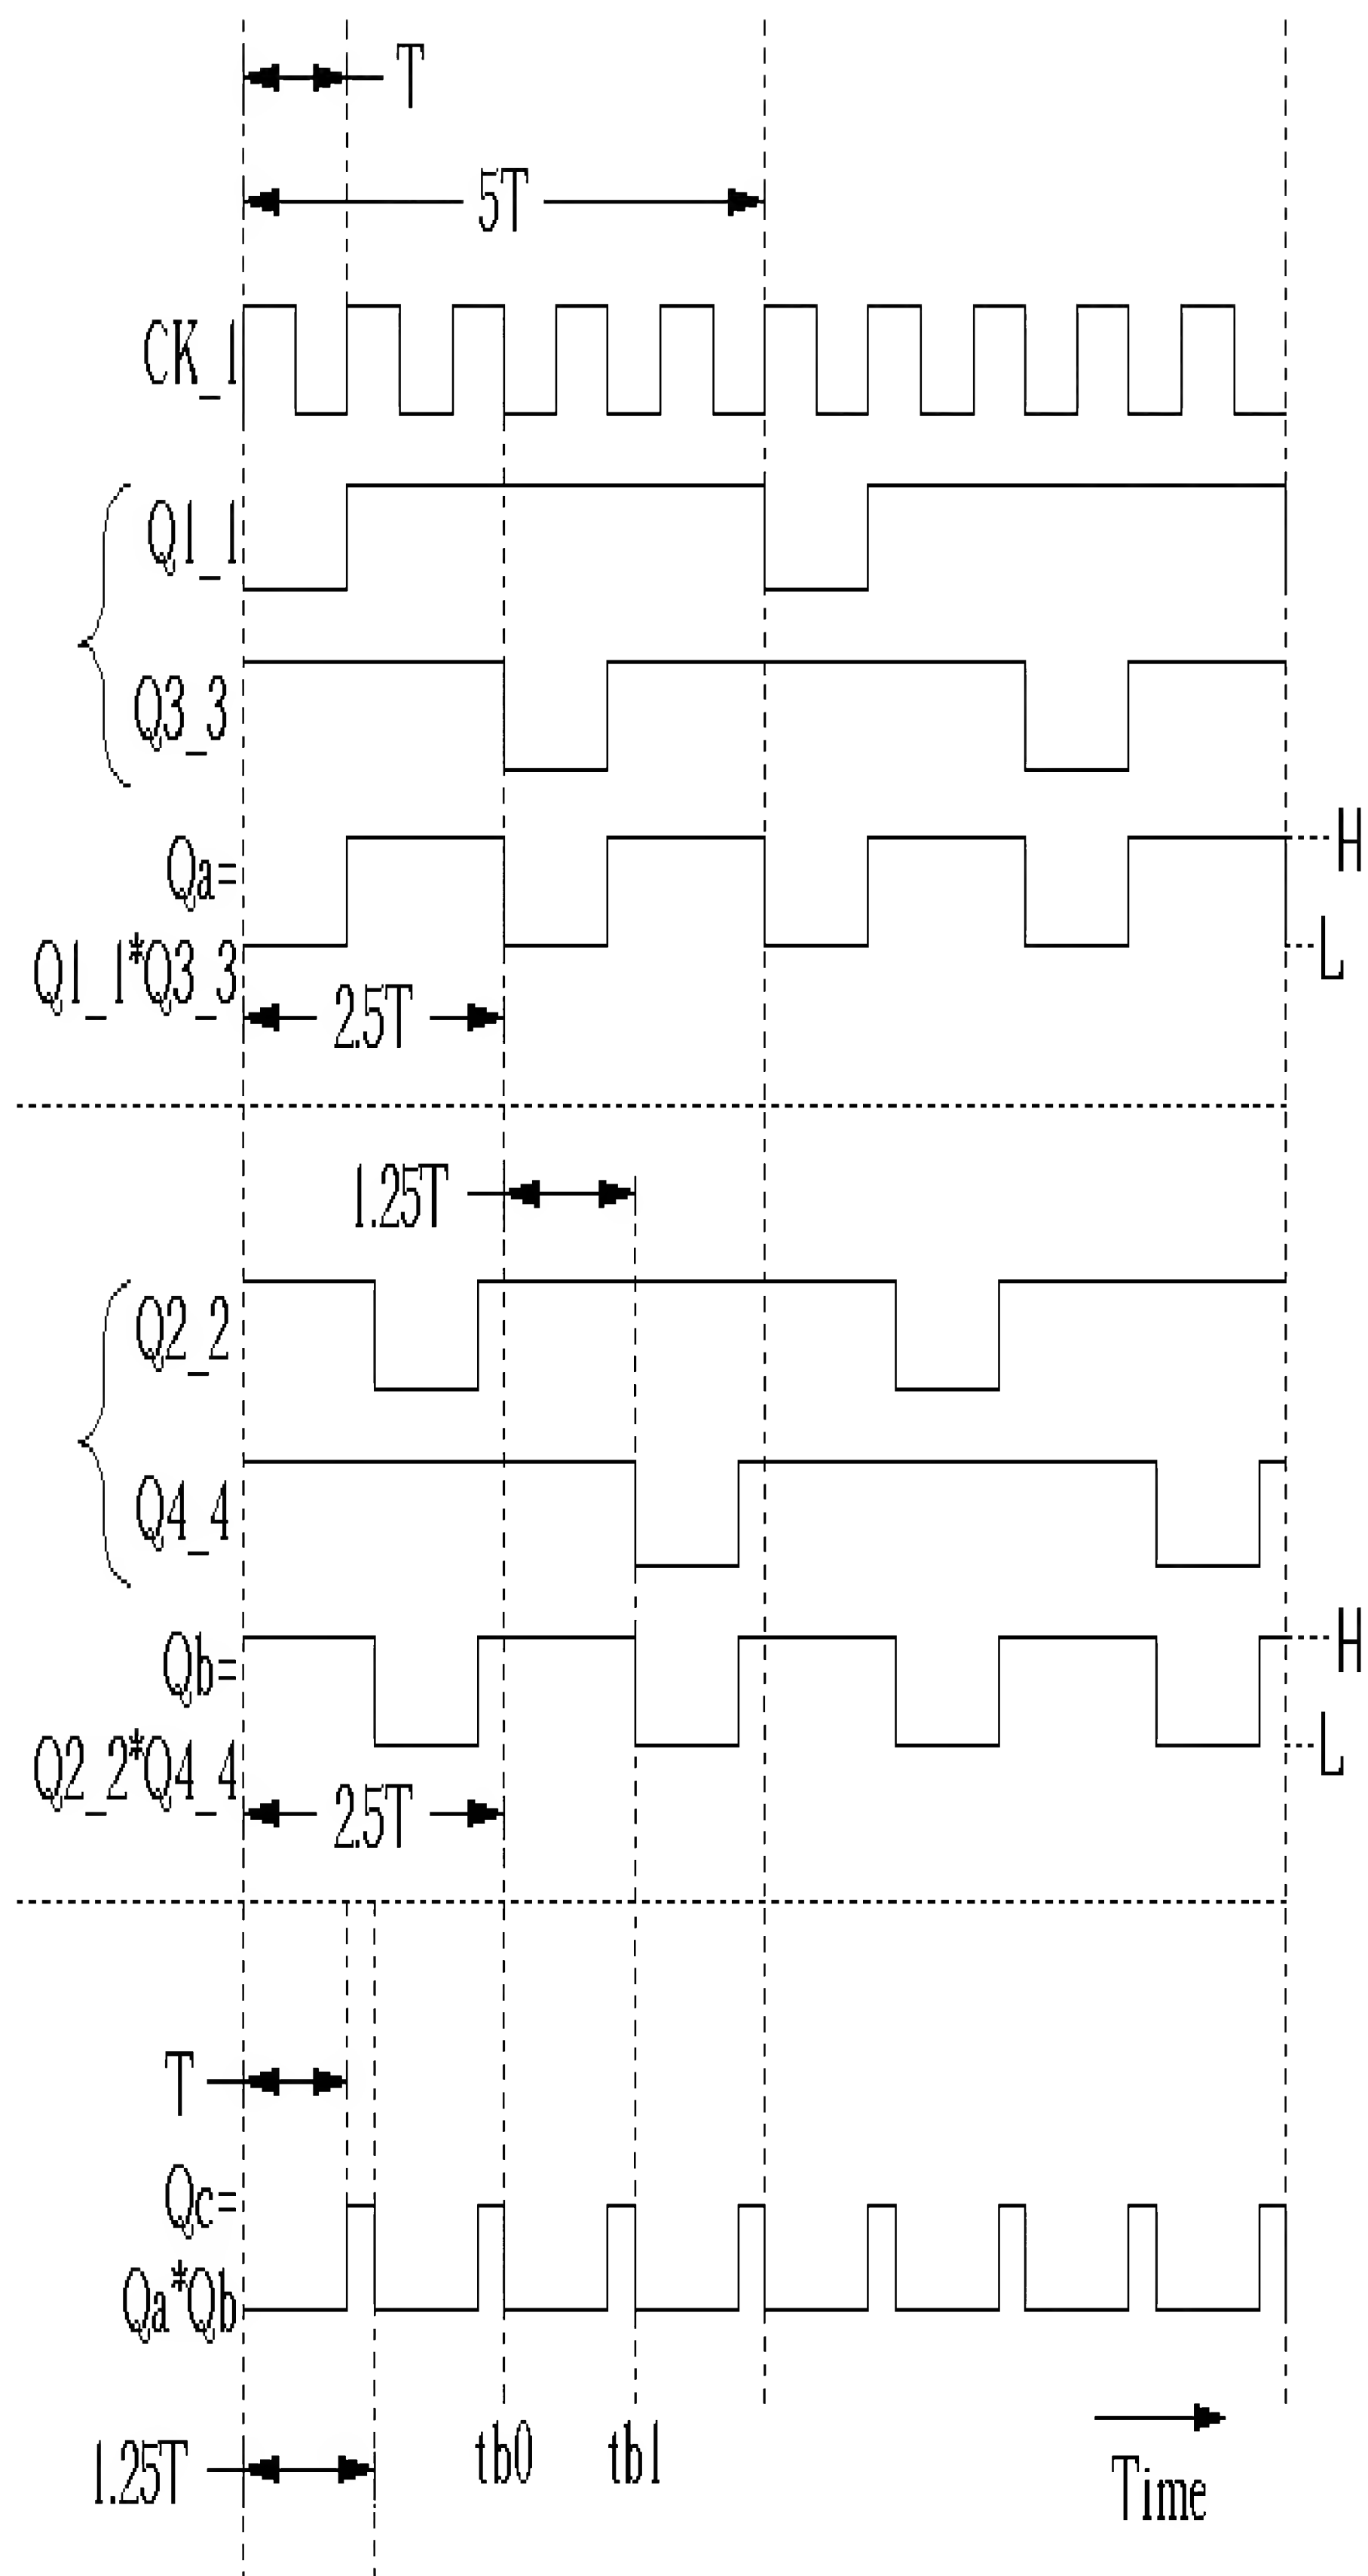 T
5T
CK_1
Q1_1
Q3_3
H
Qa=
L
Q1_1*Q3_3
2.5T
1.25T
Q2_2
Q4_4
H
Qb=
L
Q2_2*Q4_4
2.5T
T
Qc=
Qa*Qb
tb0 tb1
1.25T
Time